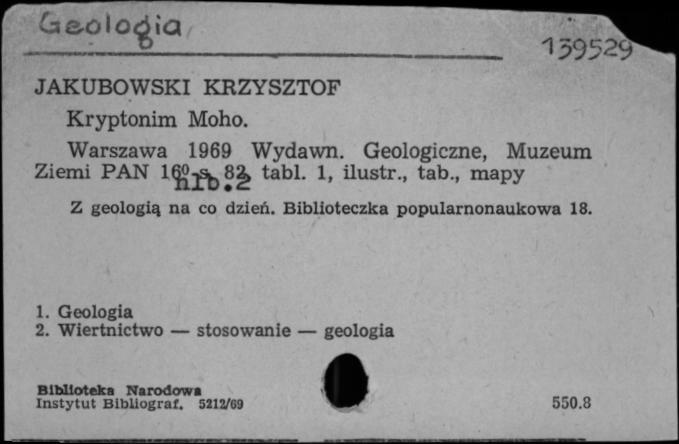 Geologia
139529
JAKUBOWSKI KRZYSZTOF
Kryptonim Moho.
Warszawa 1969 Wydawn. Geologiczne, Muzeum
Ziemi PAN 16⁰ s. 82, tabl. 1, ilustr., tab., mapy
nlb.2
Z geologią na co dzień. Biblioteczka popularnonaukowa 18.
1. Geologia
2. Wiertnictwo — stosowanie — geologia
Biblioteka Narodowa
Instytut Bibliograf. 5212/69
550.8